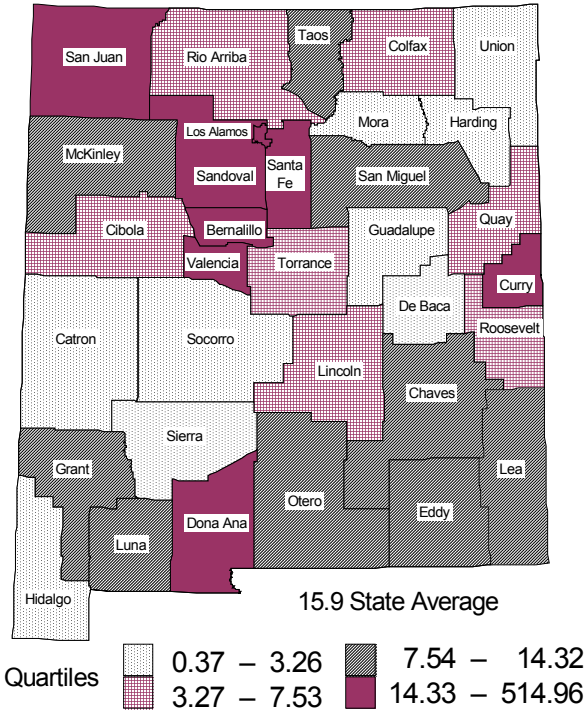 Taos
San Juan
Rio Arriba
Colfax
Union
Los Alamos
Mora
Harding
McKinley
Sandoval
Santa
Fe
San Miguel
Cibola
Bernalillo
Guadalupe
Quay
Valencia
Torrance
Curry
De Baca
Catron
Socorro
Roosevelt
Lincoln
Chaves
Sierra
Grant
Lea
Otero
Eddy
Dona Ana
Luna
Hidalgo
15.9 State Average
Quartiles
0.37 – 3.26
7.54 – 14.32
3.27 – 7.53
14.33 – 514.96